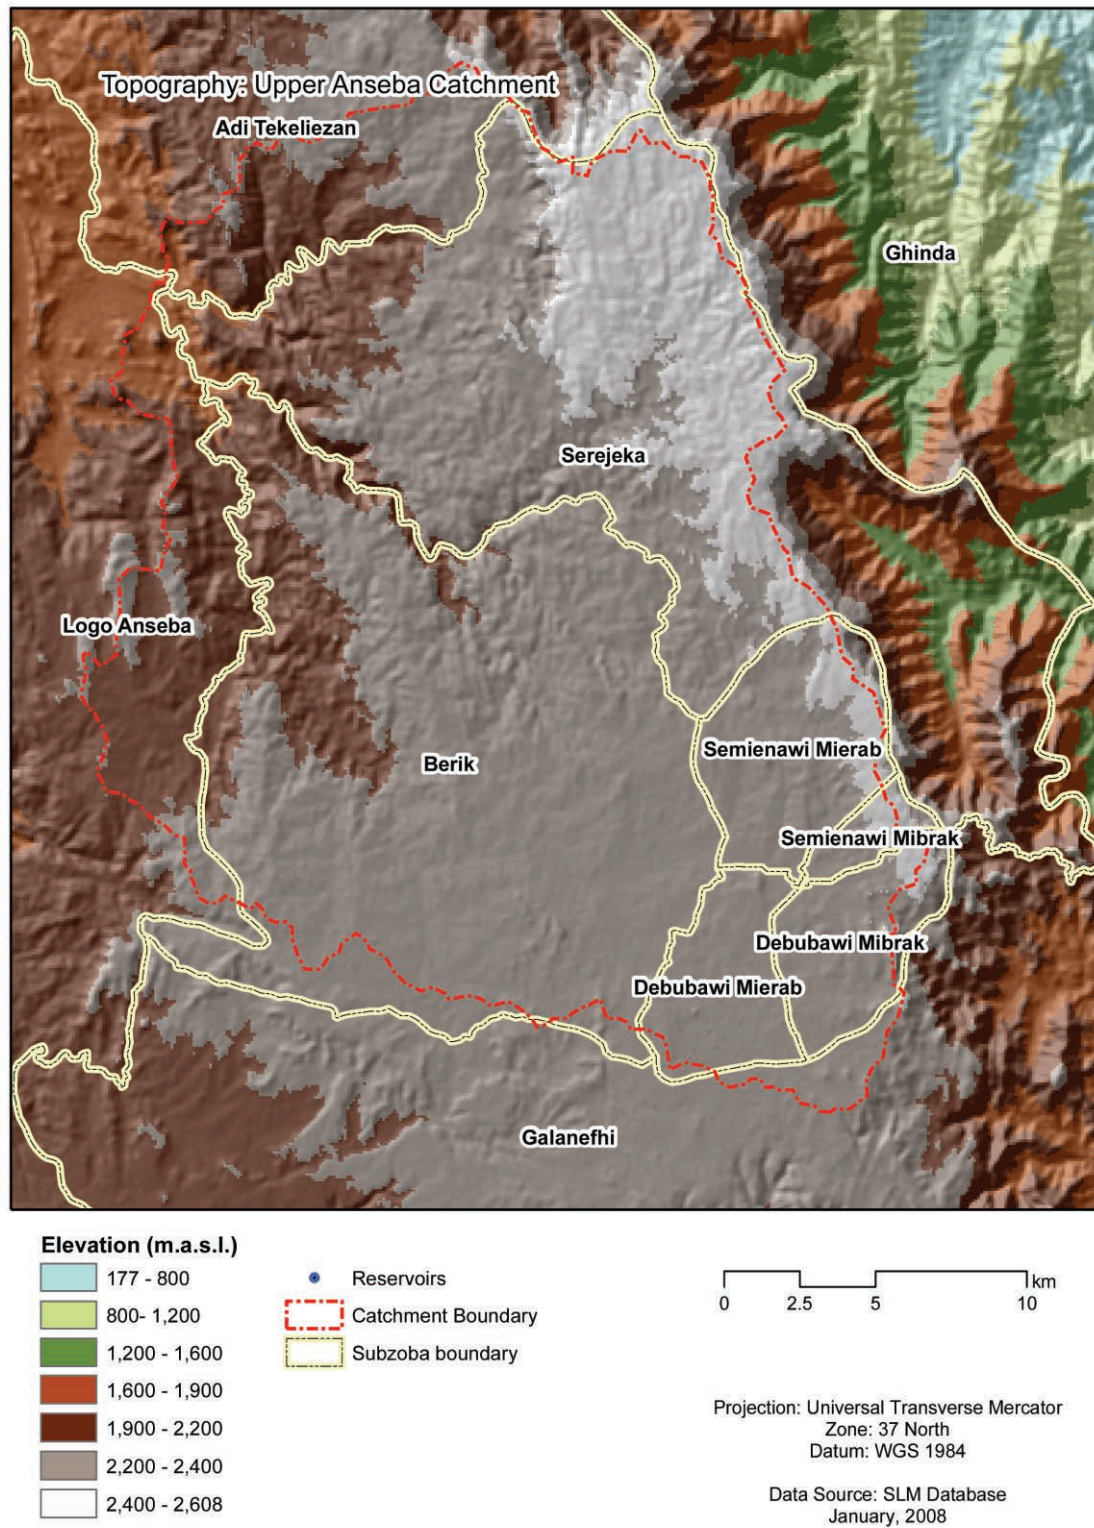 Topography: Upper Anseba Catchment
Adi Tekeliezan
Ghinda
Serejeka
Logo Anseba
Semienawi Mierab
Berik
Semienawi Mibrak
Debubawi Mibrak
Debubawi Mierab
Galanefhi
Elevation (m.a.s.l.)
177 - 800
800- 1,200
1,200 - 1,600
1,600 - 1,900
1,900 - 2,200
2,200 - 2,400
2,400 - 2,608
Reservoirs
Catchment Boundary
Subzoba boundary
km
0 2.5 5 10
Projection: Universal Transverse Mercator
Zone: 37 North
Datum: WGS 1984
Data Source: SLM Database
January, 2008